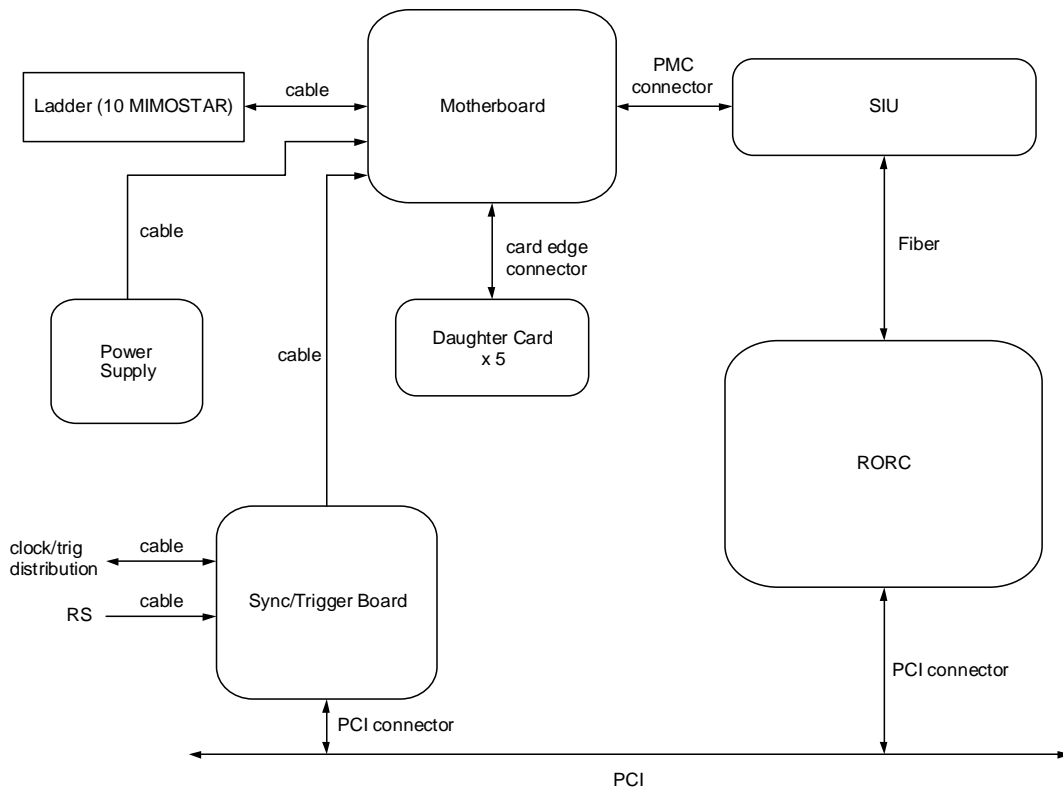 PMC
connector
cable
Ladder (10 MIMOSTAR)
Motherboard
SIU
cable
card edge
connector
Fiber
Power
Supply
cable
Daughter Card
x 5
RORC
clock/trig
distribution
cable
RS
cable
Sync/Trigger Board
PCI connector
PCI connector
PCI